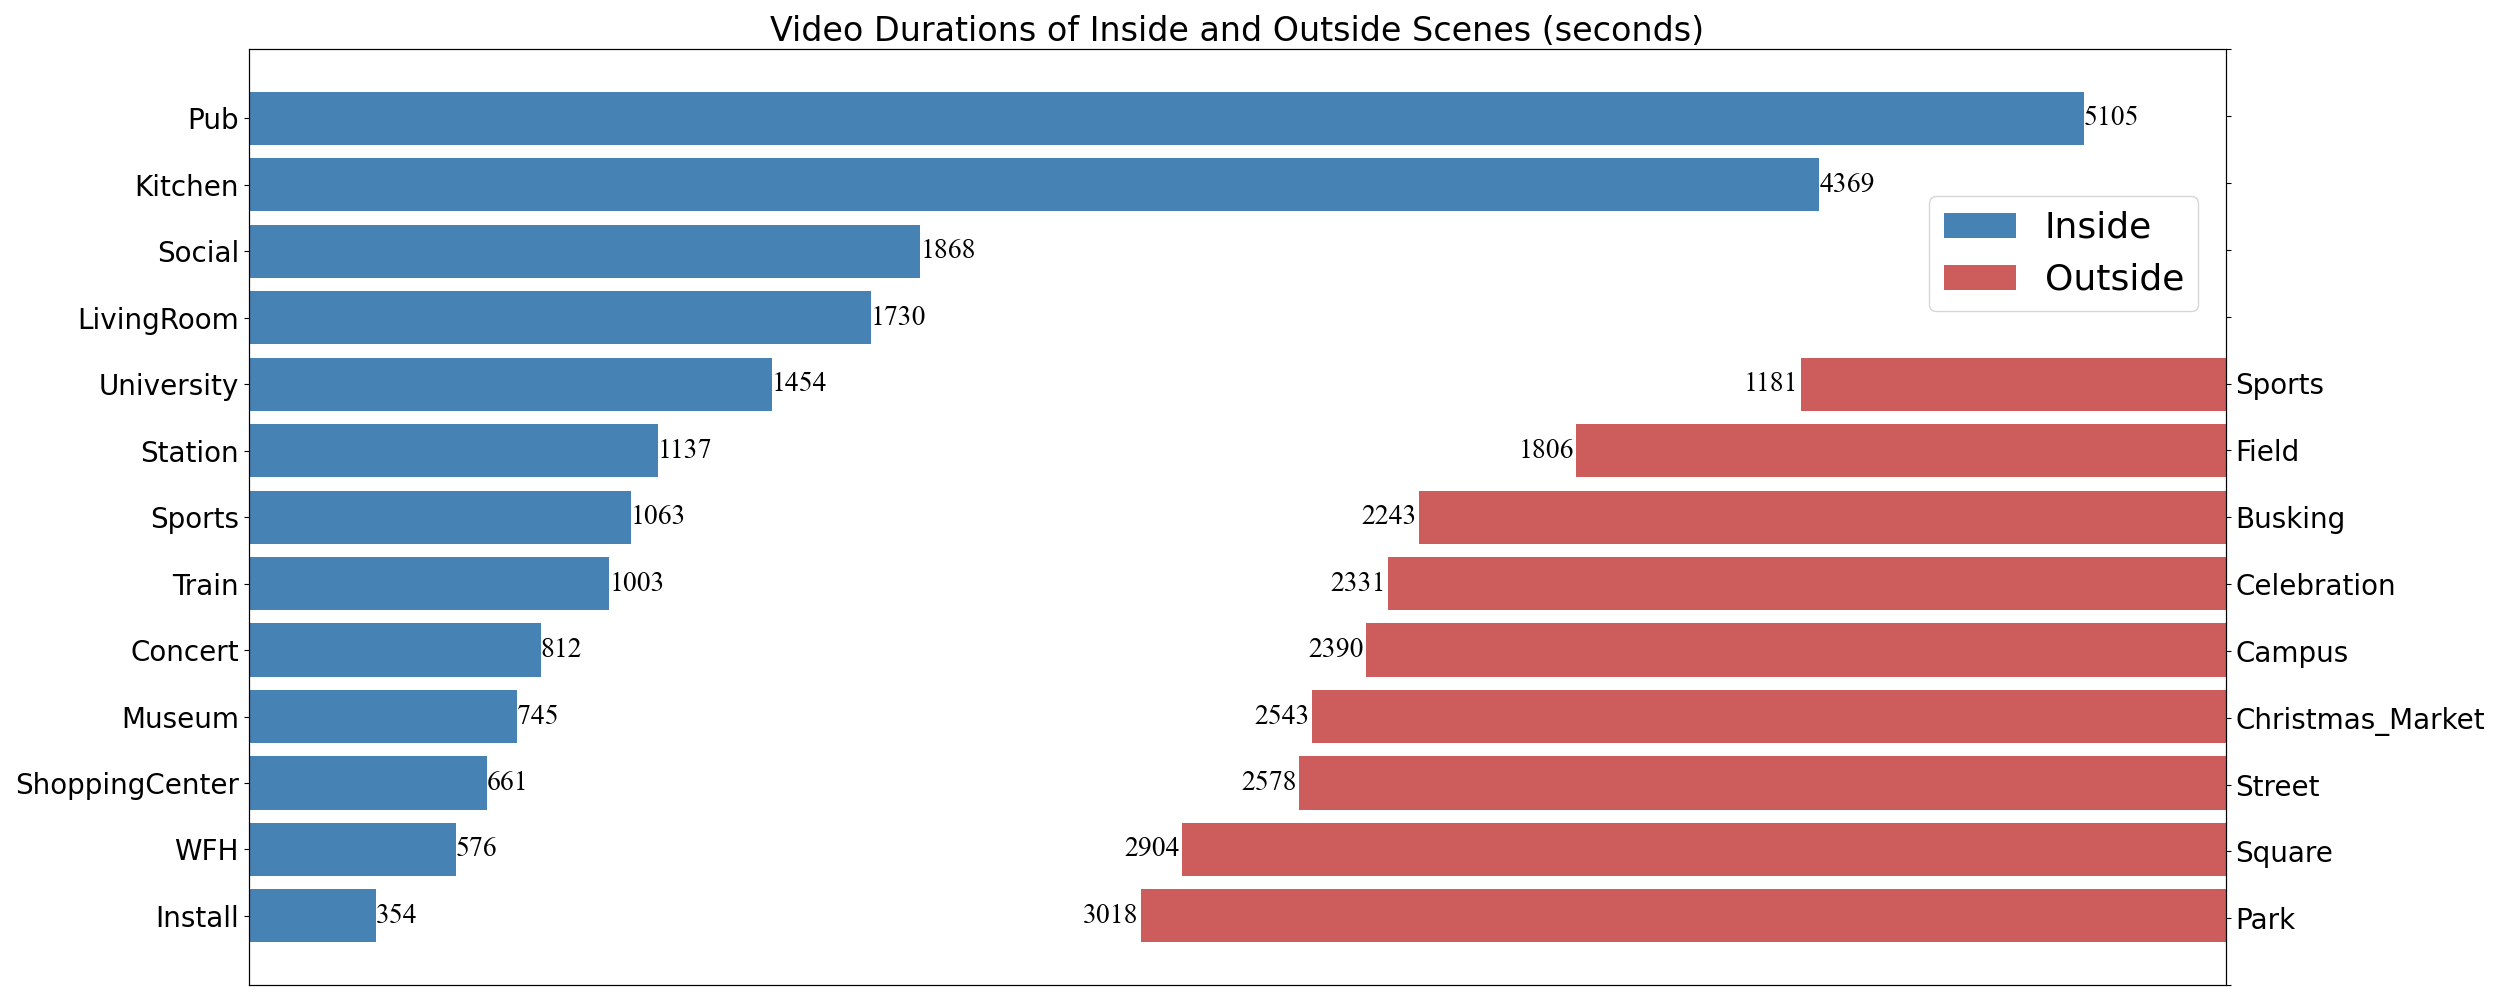 Video Durations of Inside and Outside Scenes (seconds)
Pub 5105
Kitchen 4369
Inside
Social 1868
Outside
LivingRoom 1730
University 1454 1181 Sports
Station 1137 1806 Field
Sports 1063 2243 Busking
Train 1003 2331 Celebration
Concert 812 2390 Campus
Museum 745 2543 Christmas_Market
ShoppingCenter 661 2578 Street
WFH 576 2904 Square
Install 354 3018 Park